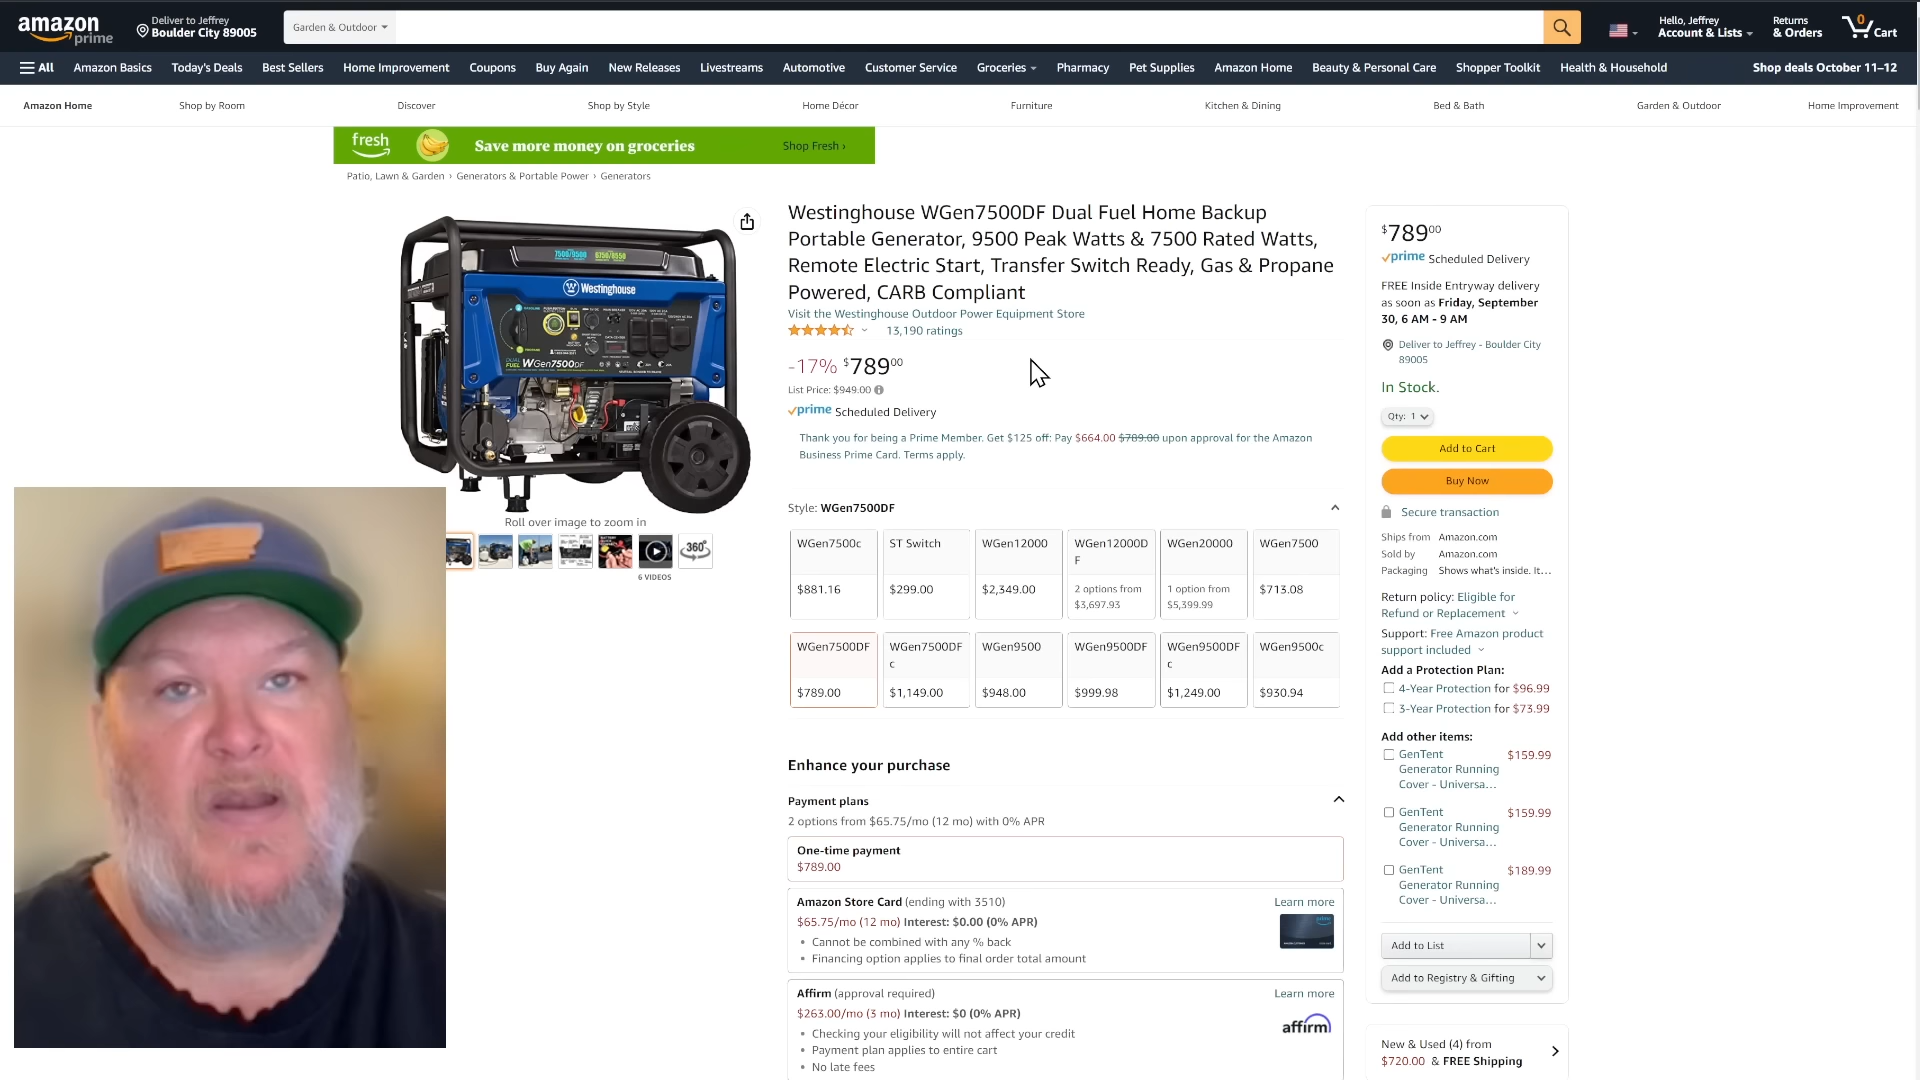 amazon
prime
Deliver to Jeffrey
Boulder City 89005
Garden & Outdoor
Hello, Jeffrey
Account & Lists
Returns
& Orders
0
Cart
All
Amazon Basics
Today's Deals
Best Sellers
Home Improvement
Coupons
Buy Again
New Releases
Livestreams
Automotive
Customer Service
Groceries
Pharmacy
Pet Supplies
Amazon Home
Beauty & Personal Care
Shopper Toolkit
Health & Household
Shop deals October 11–12
Amazon Home
Shop by Room
Discover
Shop by Style
Home Décor
Furniture
Kitchen & Dining
Bed & Bath
Garden & Outdoor
Home Improvement
fresh
Save more money on groceries
Shop Fresh ›
Patio, Lawn & Garden › Generators & Portable Power › Generators
Westinghouse
WGen7500DF
Roll over image to zoom in
360°
6 VIDEOS
Westinghouse WGen7500DF Dual Fuel Home Backup
Portable Generator, 9500 Peak Watts & 7500 Rated Watts,
Remote Electric Start, Transfer Switch Ready, Gas & Propane
Powered, CARB Compliant
Visit the Westinghouse Outdoor Power Equipment Store
13,190 ratings
-17% $78900
List Price: $949.00
prime Scheduled Delivery
Thank you for being a Prime Member. Get $125 off: Pay $664.00 $789.00 upon approval for the Amazon
Business Prime Card. Terms apply.
Style: WGen7500DF
WGen7500c
$881.16
ST Switch
$299.00
WGen12000
$2,349.00
WGen12000D
F
2 options from
$3,697.93
WGen20000
1 option from
$5,399.99
WGen7500
$713.08
WGen7500DF
$789.00
WGen7500DF
c
$1,149.00
WGen9500
$948.00
WGen9500DF
$999.98
WGen9500DF
c
$1,249.00
WGen9500c
$930.94
Enhance your purchase
Payment plans
2 options from $65.75/mo (12 mo) with 0% APR
One-time payment
$789.00
Amazon Store Card (ending with 3510)
Learn more
$65.75/mo (12 mo) Interest: $0.00 (0% APR)
• Cannot be combined with any % back
• Financing option applies to final order total amount
Affirm (approval required)
Learn more
$263.00/mo (3 mo) Interest: $0 (0% APR)
affirm
• Checking your eligibility will not affect your credit
• Payment plan applies to entire cart
• No late fees
$78900
prime Scheduled Delivery
FREE Inside Entryway delivery
as soon as Friday, September
30, 6 AM - 9 AM
Deliver to Jeffrey - Boulder City
89005
In Stock.
Qty: 1
Add to Cart
Buy Now
Secure transaction
Ships from Amazon.com
Sold by Amazon.com
Packaging Shows what's inside. It…
Return policy: Eligible for
Refund or Replacement
Support: Free Amazon product
support included
Add a Protection Plan:
4-Year Protection for $96.99
3-Year Protection for $73.99
Add other items:
GenTent $159.99
Generator Running
Cover - Universa…
GenTent $159.99
Generator Running
Cover - Universa…
GenTent $189.99
Generator Running
Cover - Universa…
Add to List
Add to Registry & Gifting
New & Used (4) from
$720.00 & FREE Shipping